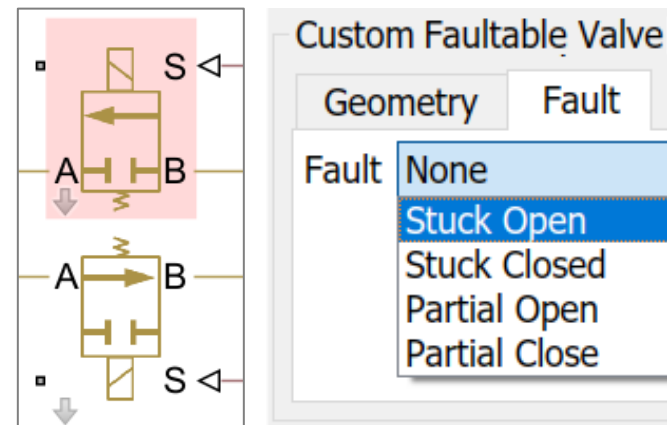 S
A B
A B
S
Custom Faultable Valve
Geometry Fault
Fault None
Stuck Open
Stuck Closed
Partial Open
Partial Close